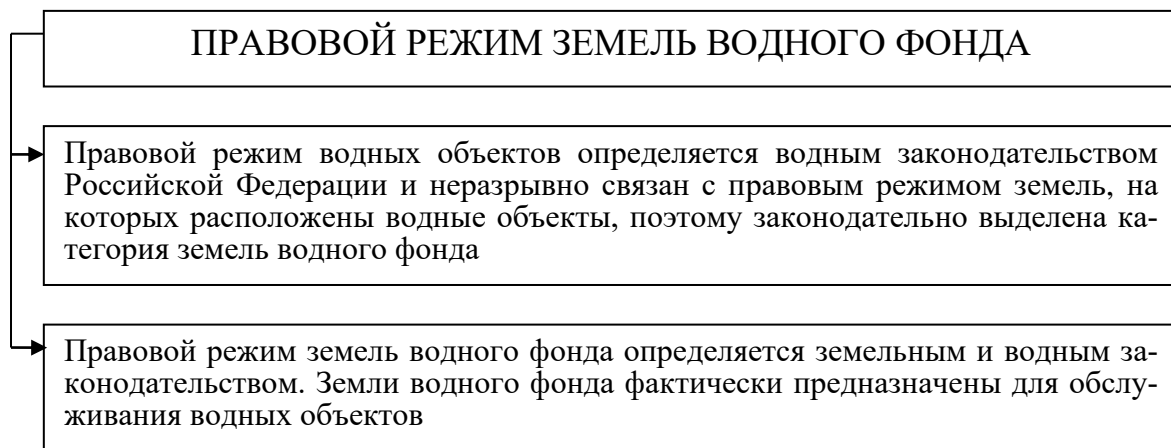 ПРАВОВОЙ РЕЖИМ ЗЕМЕЛЬ ВОДНОГО ФОНДА
Правовой режим водных объектов определяется водным законодательством
Российской Федерации и неразрывно связан с правовым режимом земель, на
которых расположены водные объекты, поэтому законодательно выделена ка-
тегория земель водного фонда
Правовой режим земель водного фонда определяется земельным и водным за-
конодательством. Земли водного фонда фактически предназначены для обслу-
живания водных объектов